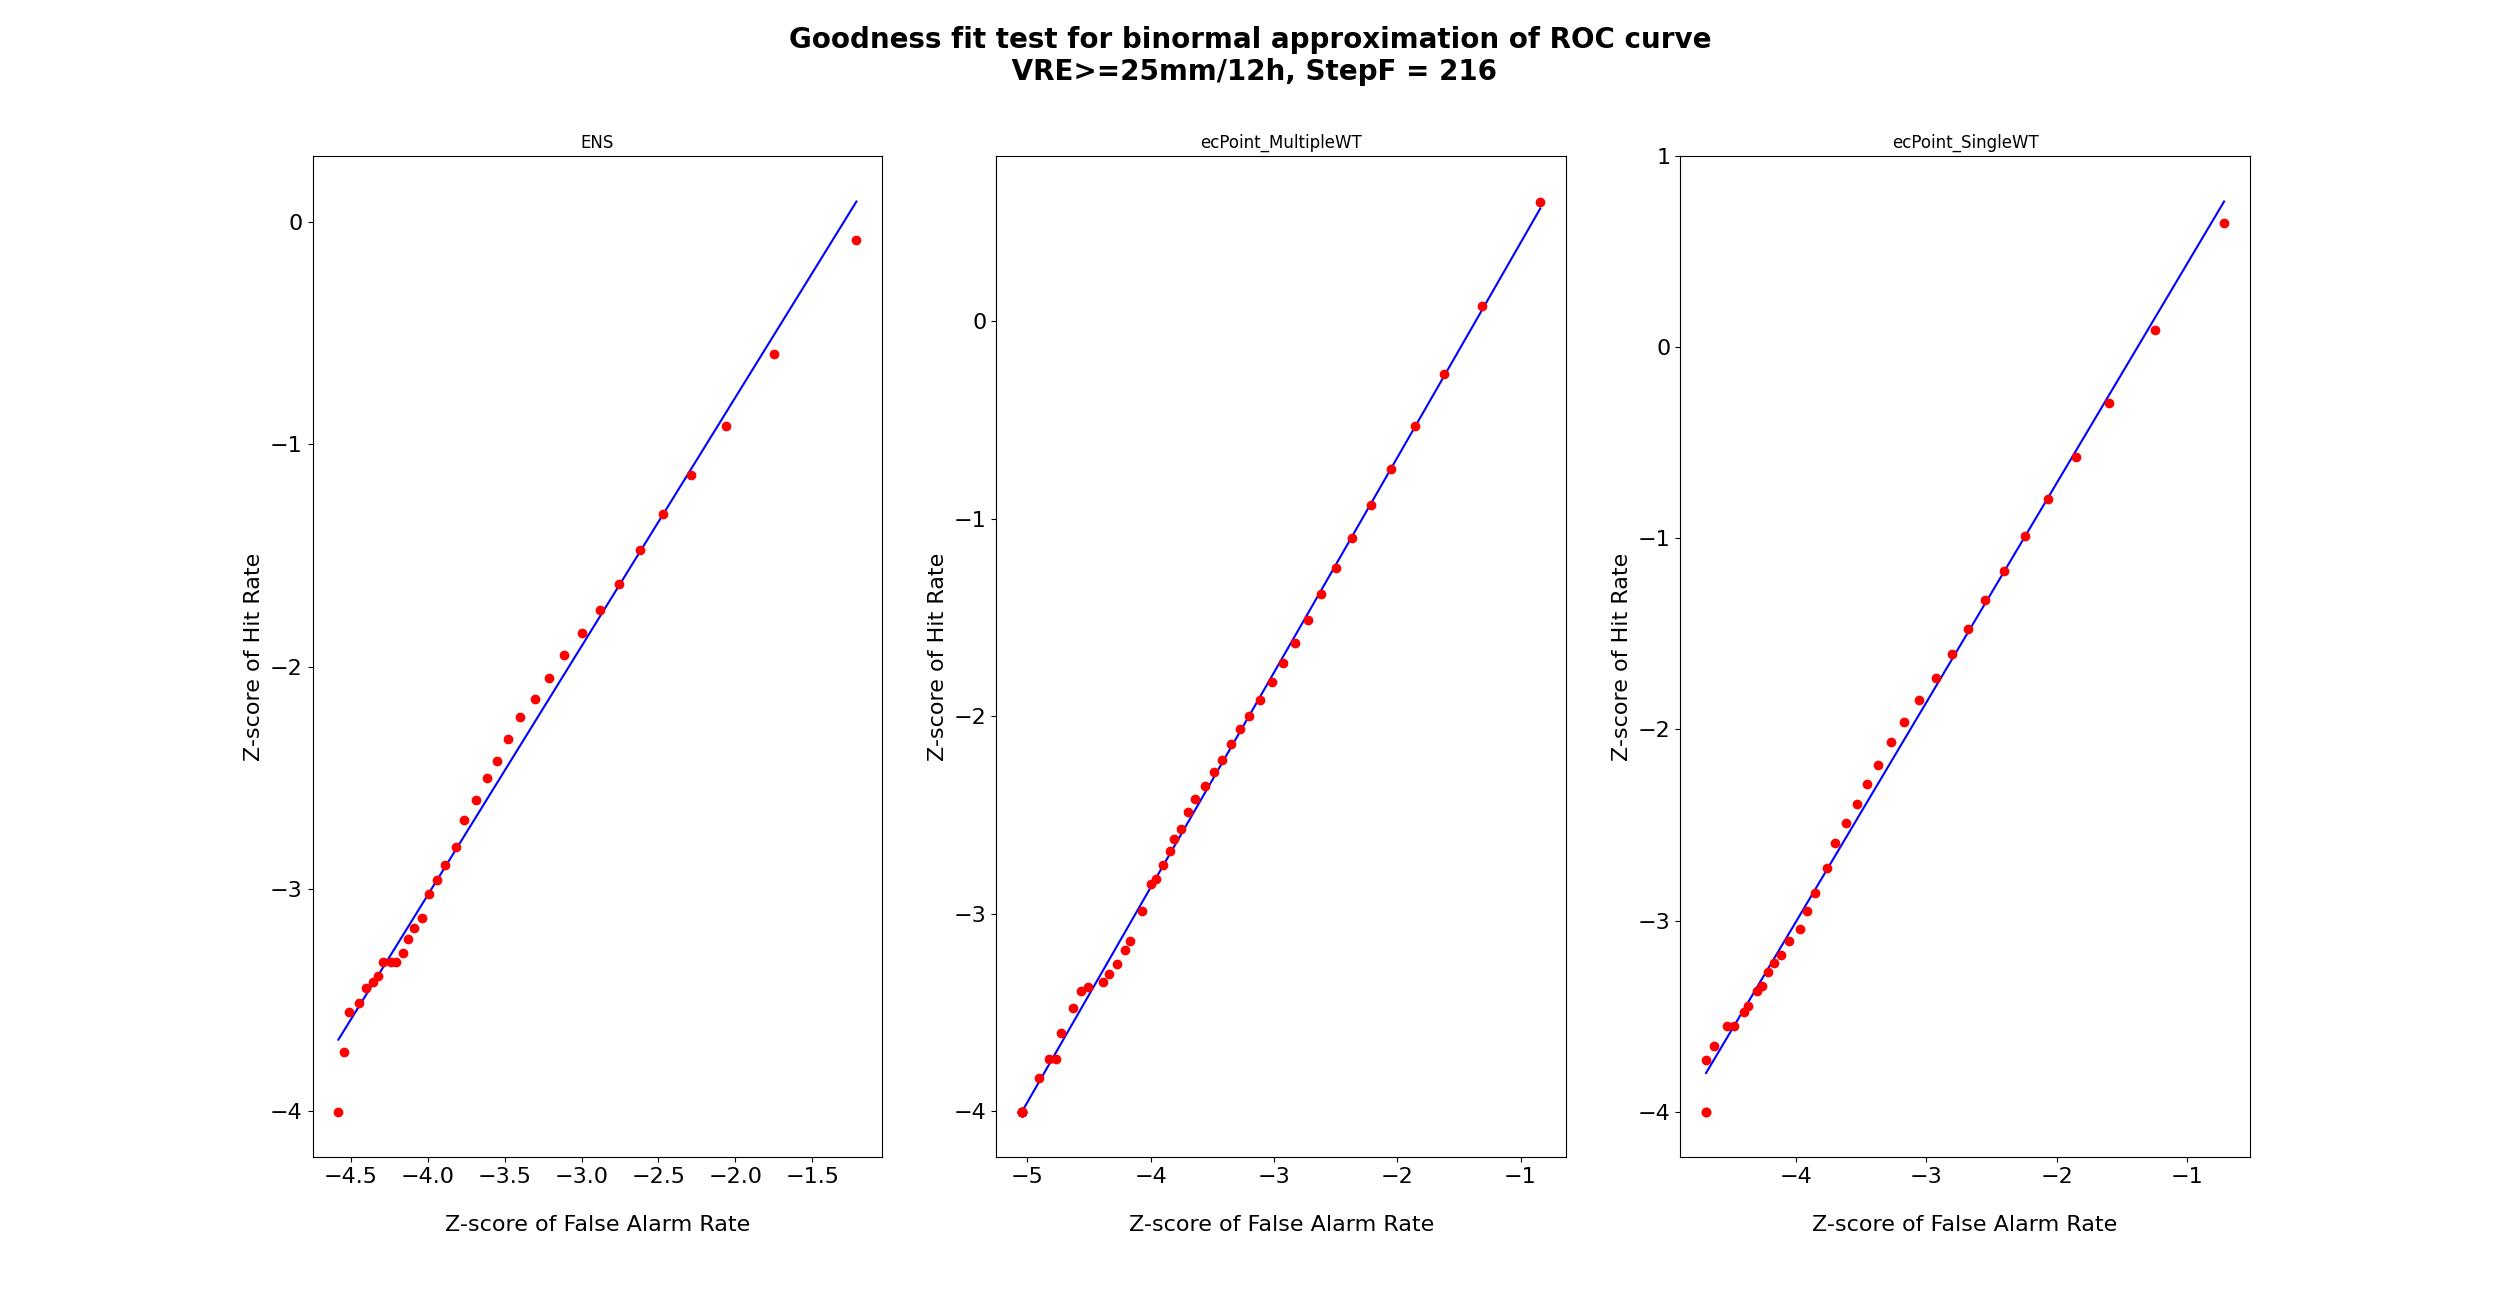 Goodness fit test for binormal approximation of ROC curve
VRE>=25mm/12h, StepF = 216
ENS
Z-score of Hit Rate
0
−1
−2
−3
−4
−4.5 −4.0 −3.5 −3.0 −2.5 −2.0 −1.5
Z-score of False Alarm Rate
ecPoint_MultipleWT
Z-score of Hit Rate
0
−1
−2
−3
−4
−5 −4 −3 −2 −1
Z-score of False Alarm Rate
ecPoint_SingleWT
Z-score of Hit Rate
1
0
−1
−2
−3
−4
−4 −3 −2 −1
Z-score of False Alarm Rate